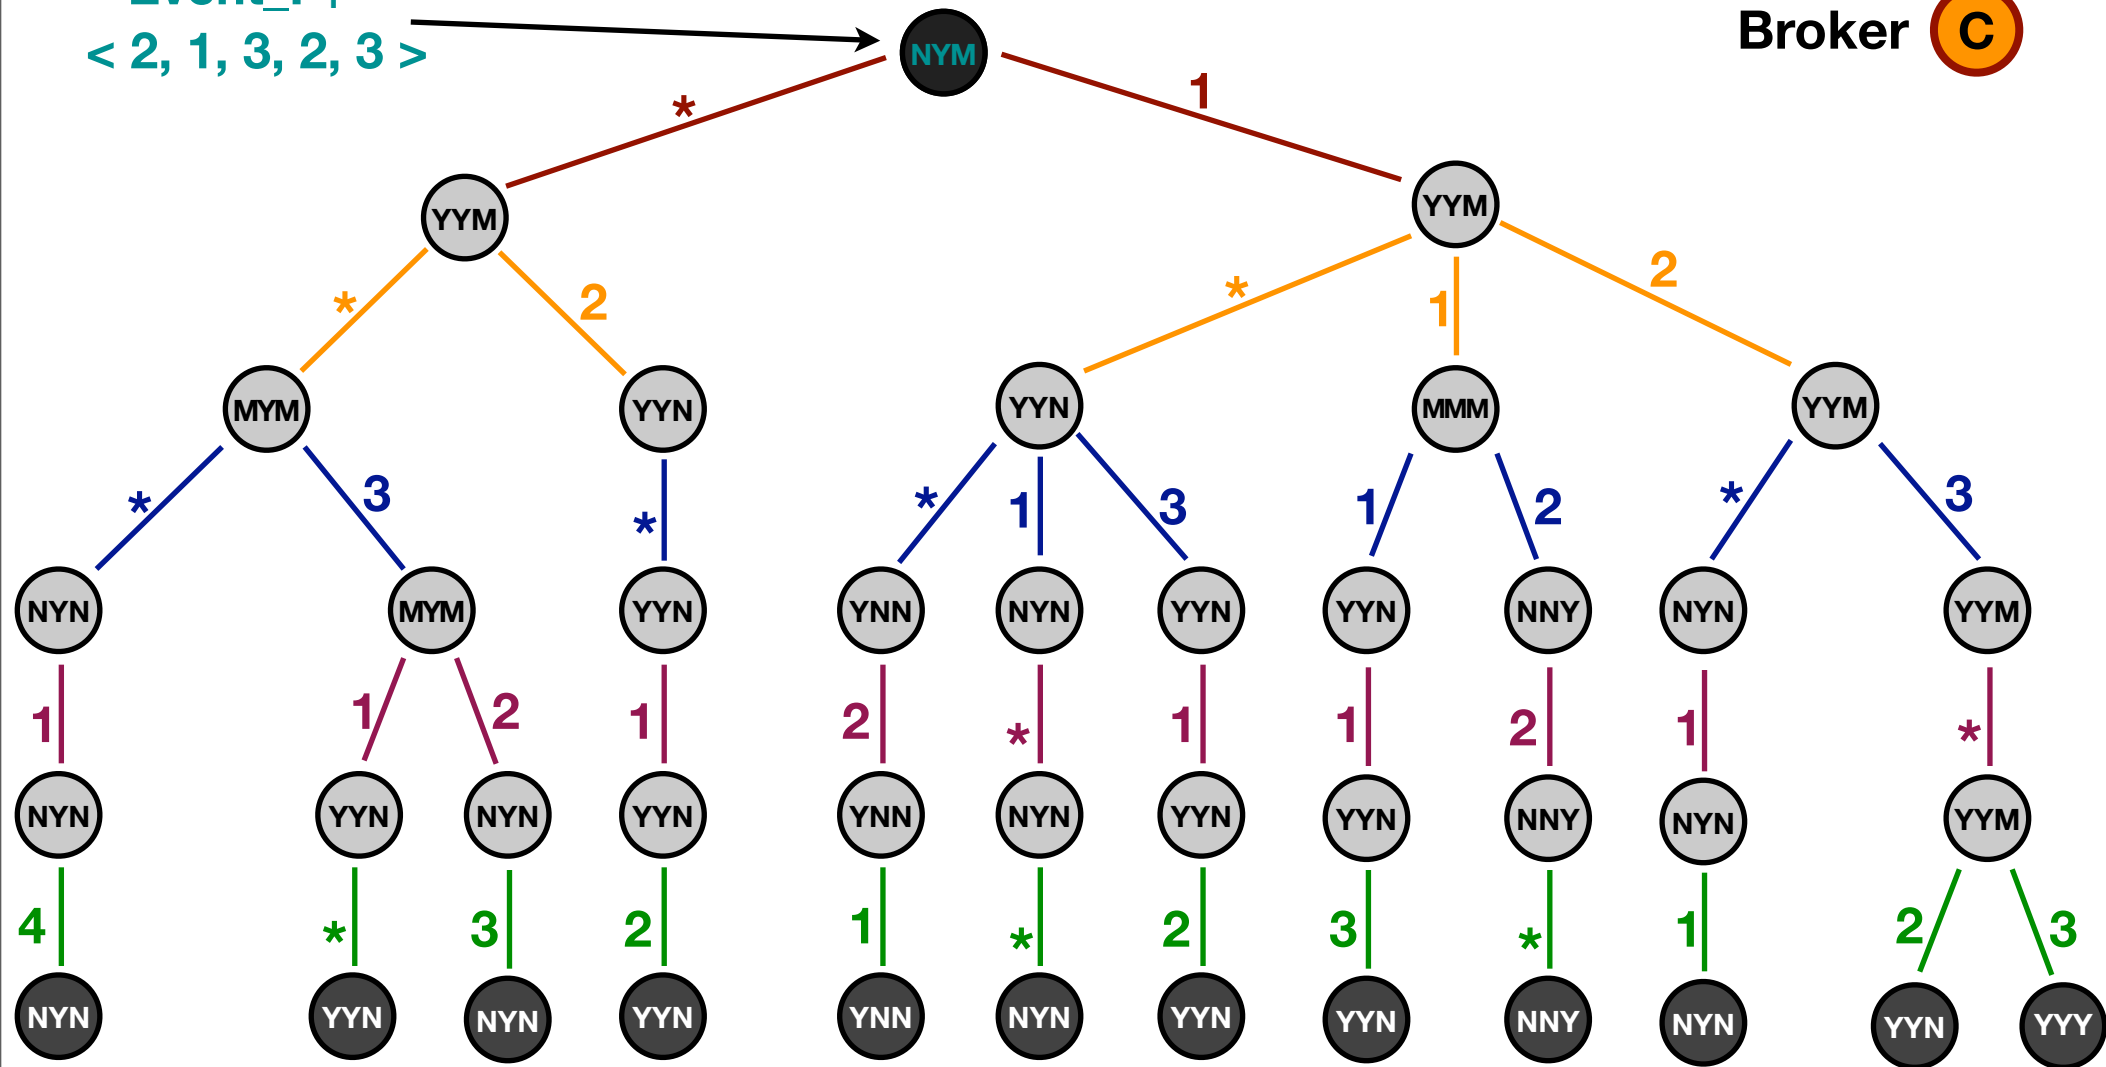 < 2, 1, 3, 2, 3 >
Broker C
NYM
* 1
YYM YYM
* 2 * 1 2
MYM YYN YYN MMM YYM
* 3 * * 1 3 1 2 * 3
NYN MYM YYN YNN NYN YYN YYN NNY NYN YYM
1 1 2 1 2 * 1 1 2 1 *
NYN YYN NYN YYN YNN NYN YYN YYN NNY NYN YYM
4 * 3 2 1 * 2 3 * 1 2 3
NYN YYN NYN YYN YNN NYN YYN YYN NNY NYN YYN YYY